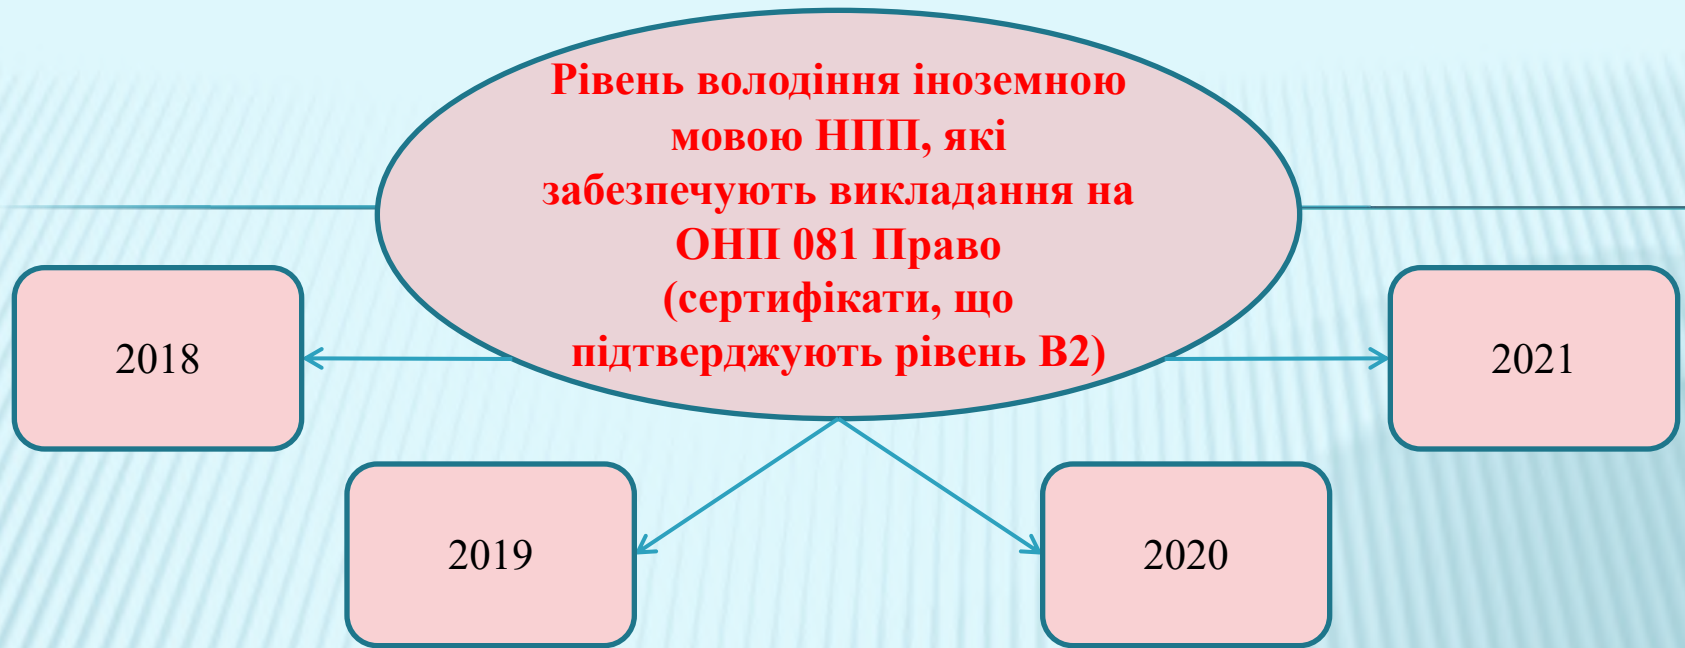 Рівень володіння іноземною
мовою НПП, які
забезпечують викладання на
ОНП 081 Право
(сертифікати, що
підтверджують рівень В2)
2018
2021
2019
2020